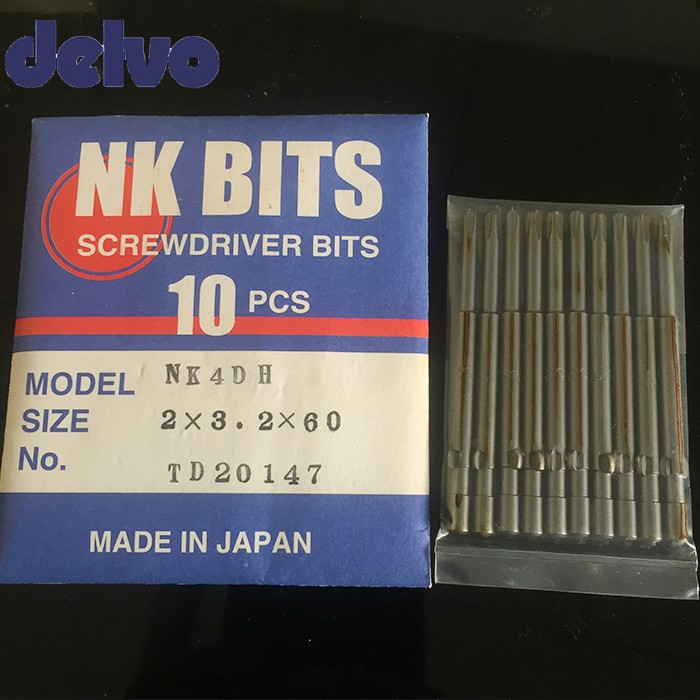 delvo
NK BITS
SCREWDRIVER BITS
10 PCS
MODEL NK4DH
SIZE 2×3.2×60
No. TD20147
MADE IN JAPAN